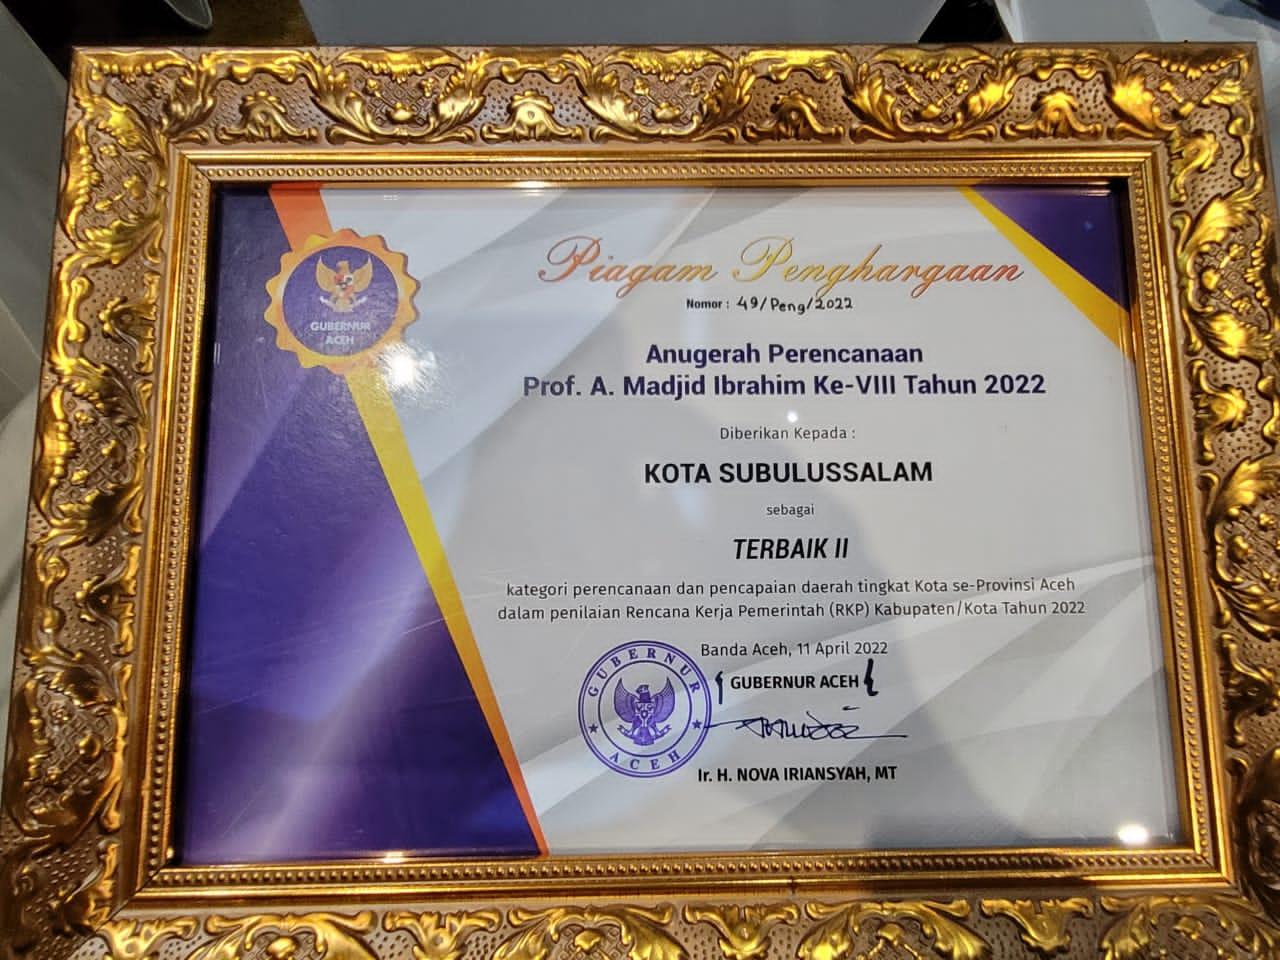 Piagam Penghargaan
Nomor : 49/Peng/2022
GUBERNUR
ACEH
Anugerah Perencanaan
Prof. A. Madjid Ibrahim Ke-VIII Tahun 2022
Diberikan Kepada :
KOTA SUBULUSSALAM
sebagai
TERBAIK II
kategori perencanaan dan pencapaian daerah tingkat Kota se-Provinsi Aceh
dalam penilaian Rencana Kerja Pemerintah (RKP) Kabupaten/Kota Tahun 2022
Banda Aceh, 11 April 2022
GUBERNUR ACEH
GUBERNUR
ACEH
Ir. H. NOVA IRIANSYAH, MT